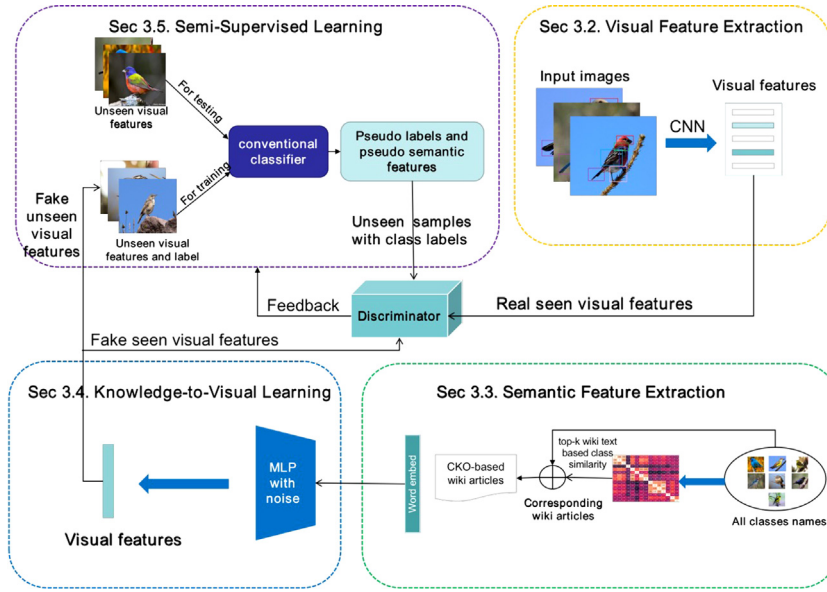 Sec 3.5. Semi-Supervised Learning
Unseen visual
features
For testing
For training
Unseen visual
features and label
conventional
classifier
Pseudo labels and
pseudo semantic
features
Unseen samples
with class labels
Sec 3.2. Visual Feature Extraction
Input images
CNN
Visual features
Fake
unseen
visual
features
Feedback
Discriminator
Real seen visual features
Fake seen visual features
Sec 3.4. Knowledge-to-Visual Learning
MLP
with
noise
Visual features
Sec 3.3. Semantic Feature Extraction
Word embed
CKO-based
wiki articles
top-k wiki text
based class
similarity
Corresponding
wiki articles
All classes names